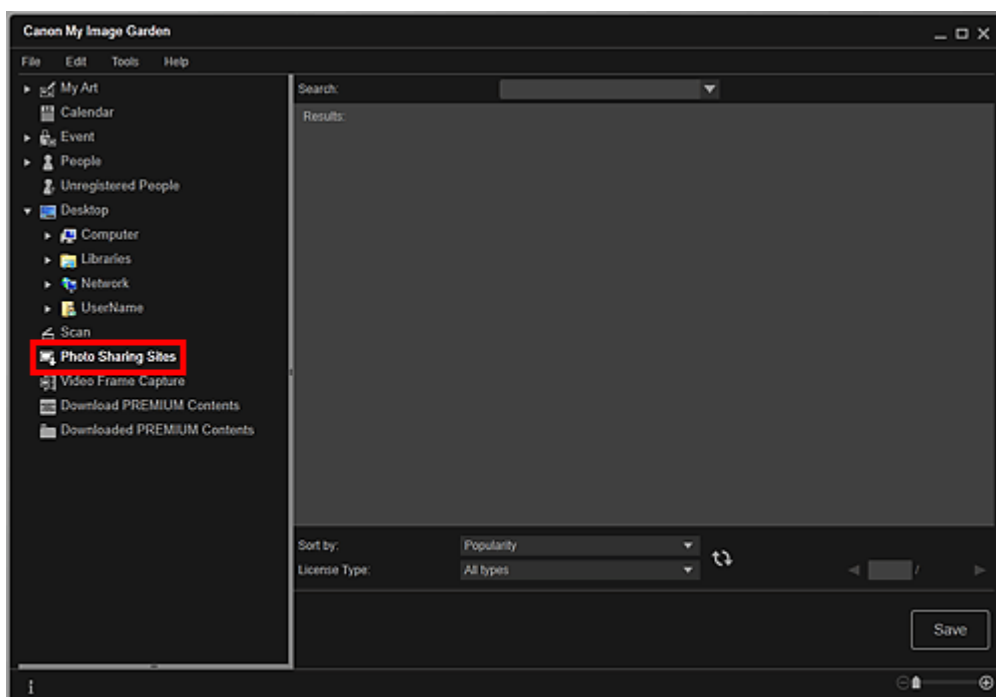 Canon My Image Garden
File Edit Tools Help
My Art
Calendar
Event
People
Unregistered People
Desktop
Computer
Libraries
Network
UserName
Scan
Photo Sharing Sites
Video Frame Capture
Download PREMIUM Contents
Downloaded PREMIUM Contents
Search:
Results:
Sort by: Popularity
License Type: All types
/
Save